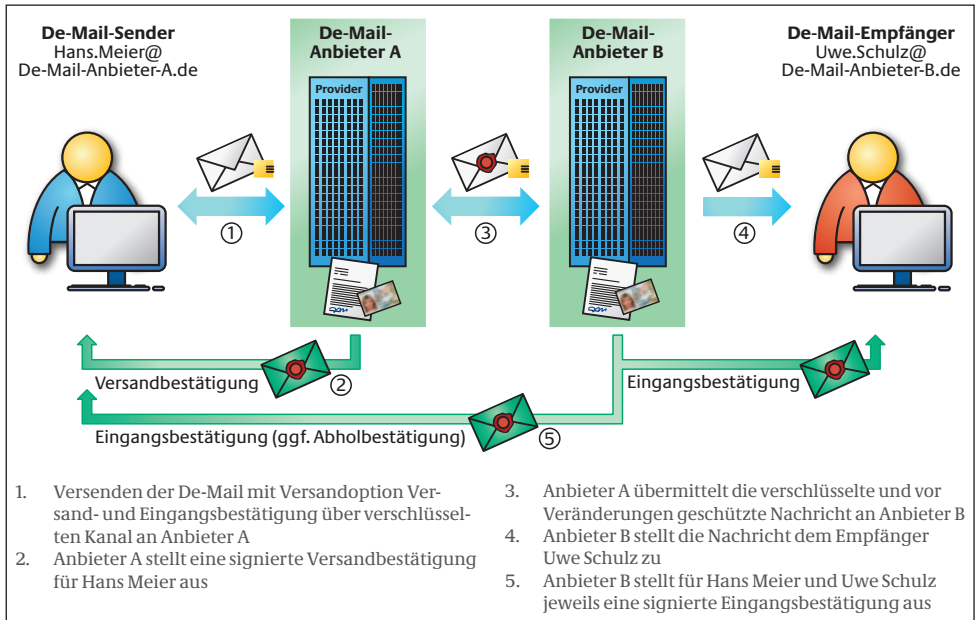 De-Mail-Sender
Hans.Meier@
De-Mail-Anbieter-A.de
De-Mail-
Anbieter A
De-Mail-
Anbieter B
De-Mail-Empfänger
Uwe.Schulz@
De-Mail-Anbieter-B.de
Provider
Provider
①
③
④
Versandbestätigung
②
Eingangsbestätigung
Eingangsbestätigung (ggf. Abholbestätigung)
⑤
1. Versenden der De-Mail mit Versandoption Ver-
sand- und Eingangsbestätigung über verschlüssel-
ten Kanal an Anbieter A
2. Anbieter A stellt eine signierte Versandbestätigung
für Hans Meier aus
3. Anbieter A übermittelt die verschlüsselte und vor
Veränderungen geschützte Nachricht an Anbieter B
4. Anbieter B stellt die Nachricht dem Empfänger
Uwe Schulz zu
5. Anbieter B stellt für Hans Meier und Uwe Schulz
jeweils eine signierte Eingangsbestätigung aus